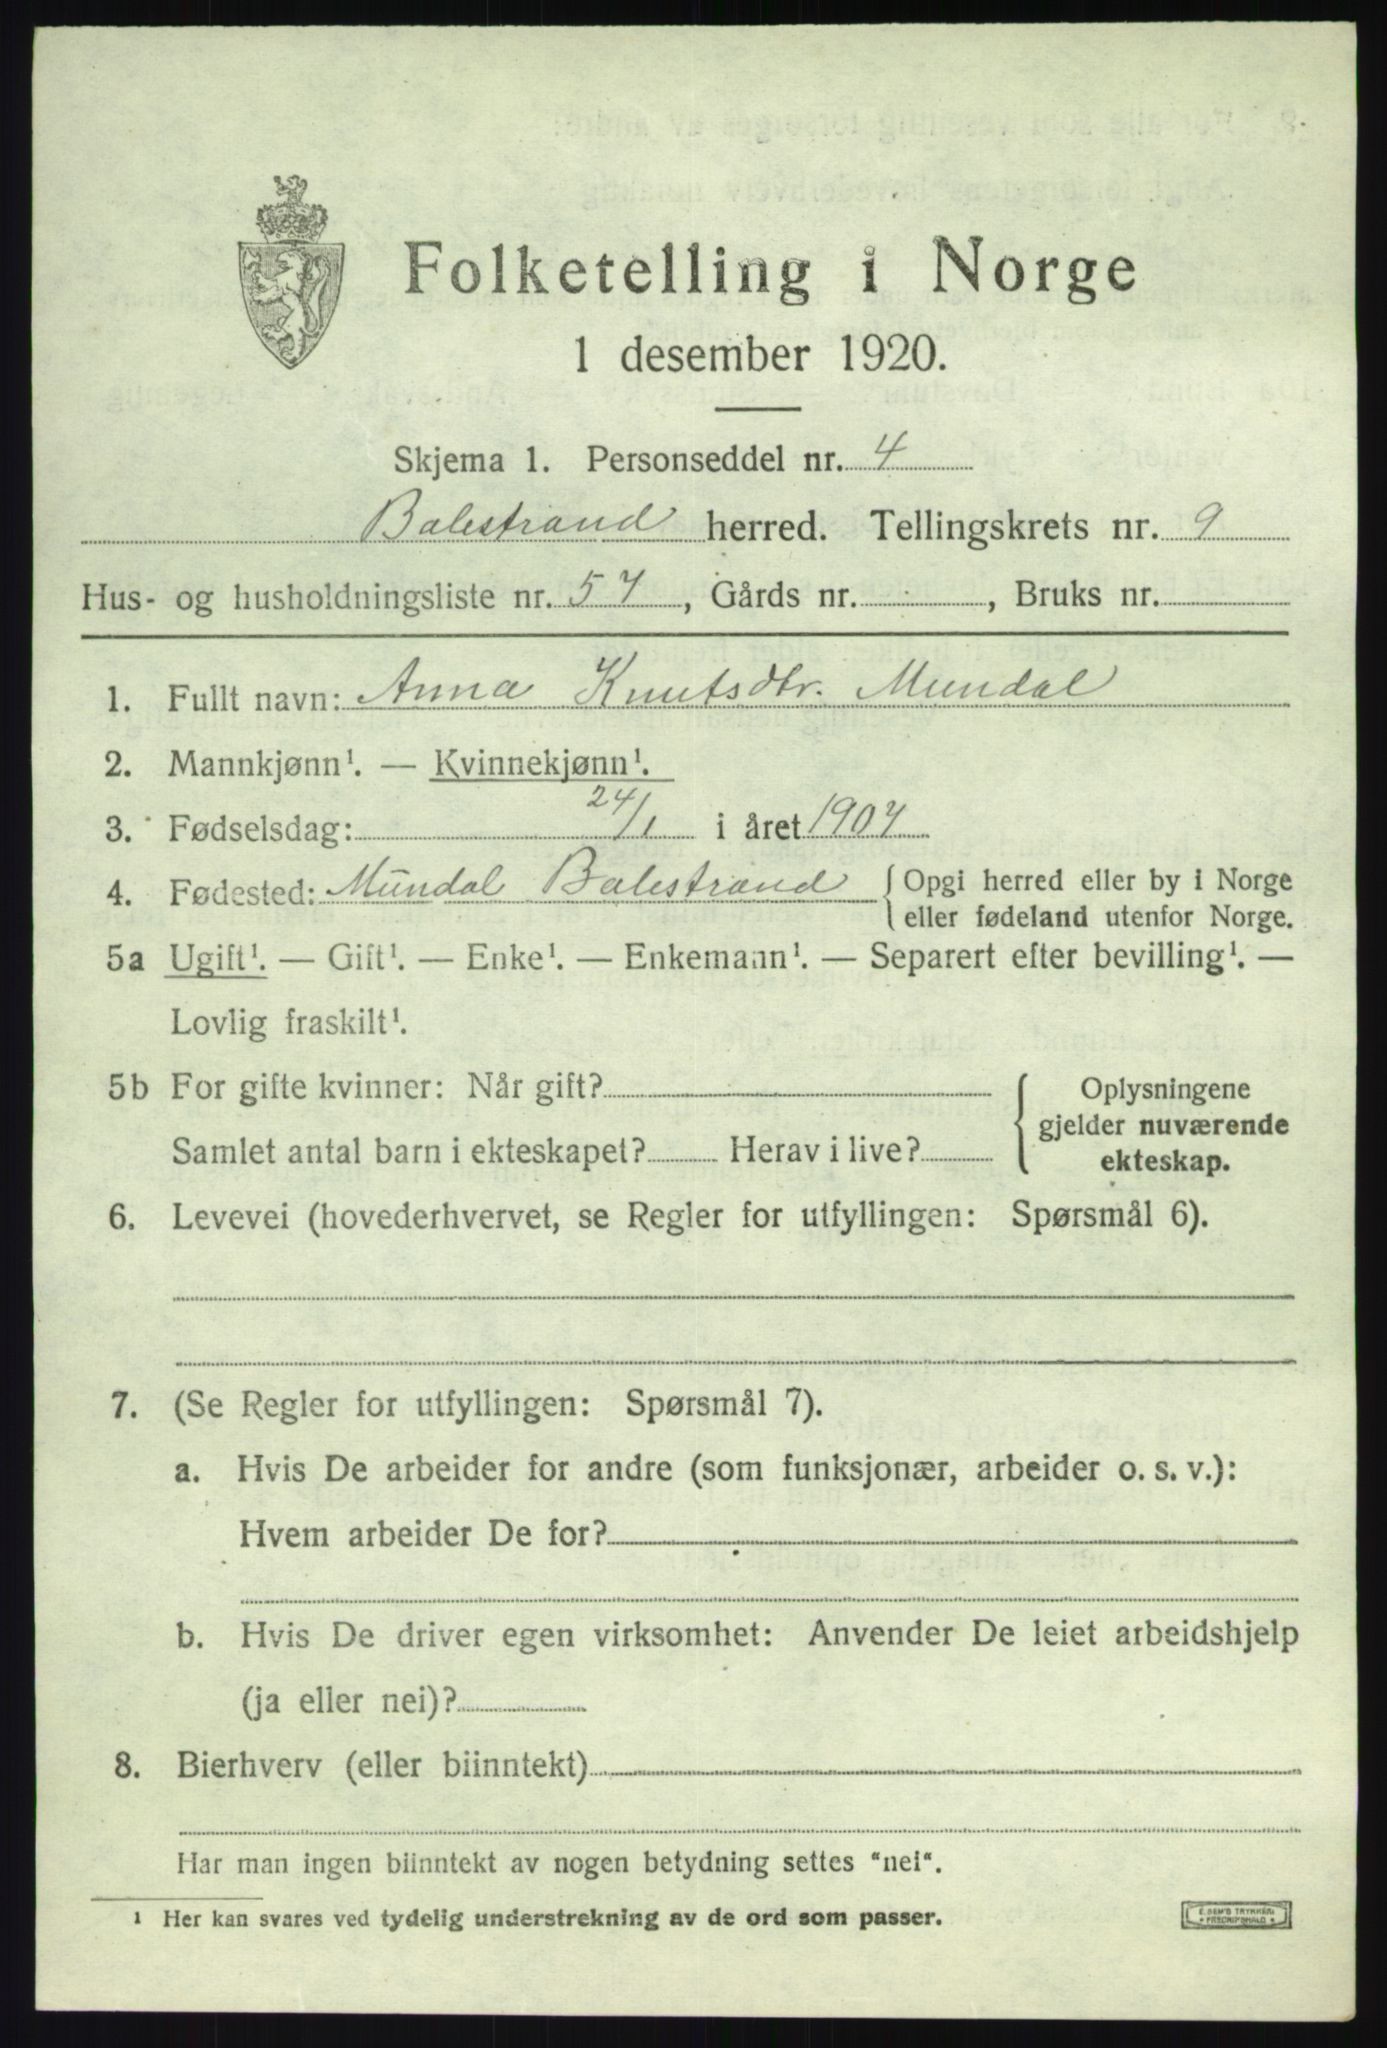 Folketelling i Norge
1 desember 1920.
Skjema 1. Personseddel nr. 4
Balestrand herred. Tellingskrets nr. 9
Hus- og husholdningsliste nr. 57, Gårds nr. , Bruks nr.
1. Fullt navn: Anna Knutsdtr. Mundal
2. Mannkjønn¹. — Kvinnekjønn¹.
3. Fødselsdag: 24/1 i året 1907
4. Fødested: Mundal Balestrand { Opgi herred eller by i Norge
eller fødeland utenfor Norge.
5a Ugift¹. — Gift¹. — Enke¹. — Enkemann¹. — Separert efter bevilling¹. —
Lovlig fraskilt¹.
5b For gifte kvinner: Når gift?
Samlet antal barn i ekteskapet? Herav i live?
{ Oplysningene
gjelder nuværende
ekteskap.
6. Levevei (hovederhvervet, se Regler for utfyllingen: Spørsmål 6).
7. (Se Regler for utfyllingen: Spørsmål 7).
a. Hvis De arbeider for andre (som funksjonær, arbeider o. s. v.):
Hvem arbeider De for?
b. Hvis De driver egen virksomhet: Anvender De leiet arbeidshjelp
(ja eller nei)?
8. Bierhverv (eller biinntekt)
Har man ingen biinntekt av nogen betydning settes "nei".
¹ Her kan svares ved tydelig understrekning av de ord som passer.
E. SEM'S TRYKKERI
FREDRIKSHALD